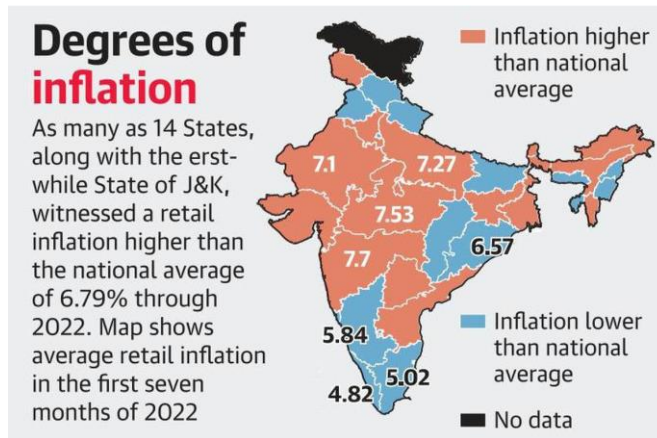 Degrees of
inflation
As many as 14 States,
along with the erst-
while State of J&K,
witnessed a retail
inflation higher than
the national average
of 6.79% through
2022. Map shows
average retail inflation
in the first seven
months of 2022
Inflation higher
than national
average
7.1
7.27
7.53
6.57
7.7
5.84
5.02
4.82
Inflation lower
than national
average
No data